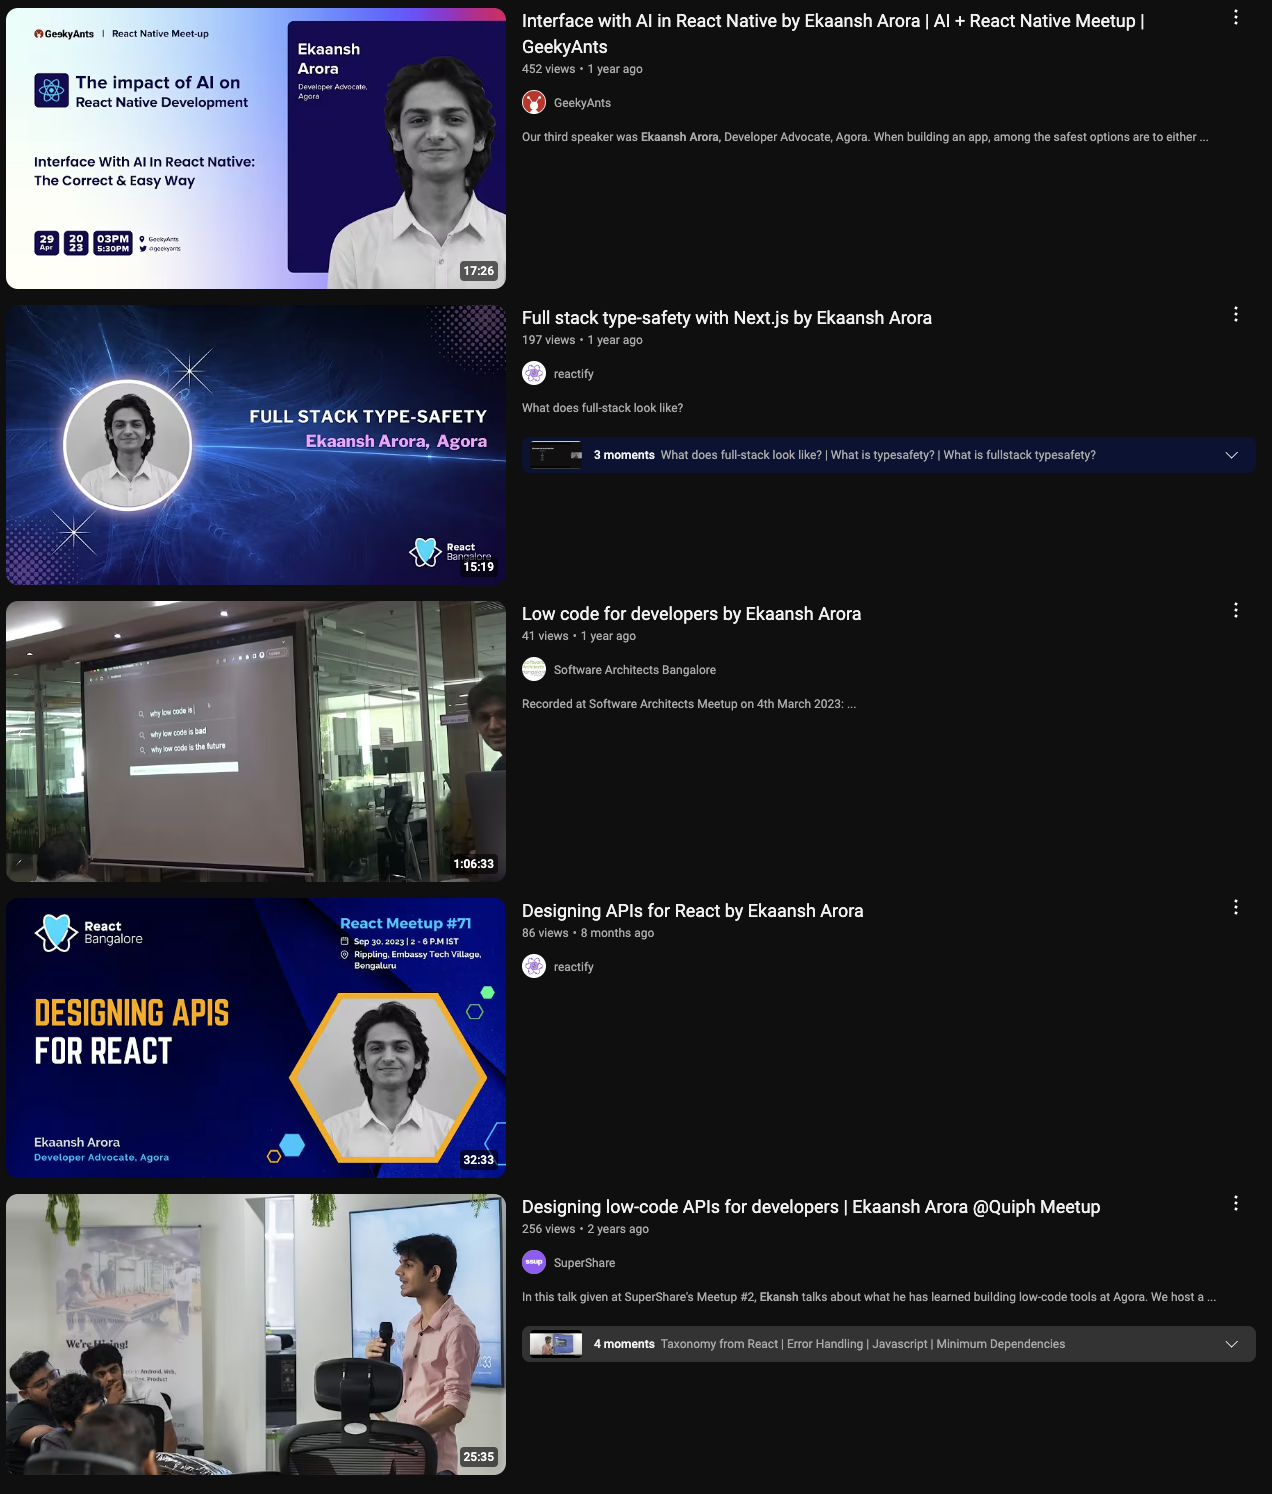 GeekyAnts | React Native Meet-up
The impact of AI on
React Native Development
Interface With AI In React Native:
The Correct & Easy Way
29 Apr
20 23
03PM 5:30PM
GeekyAnts
@geekyants
Ekaansh
Arora
Developer Advocate,
Agora
17:26
Interface with AI in React Native by Ekaansh Arora | AI + React Native Meetup |
GeekyAnts
452 views • 1 year ago
GeekyAnts
Our third speaker was Ekaansh Arora, Developer Advocate, Agora. When building an app, among the safest options are to either ...
FULL STACK TYPE-SAFETY
Ekaansh Arora, Agora
React
Bangalore
15:19
Full stack type-safety with Next.js by Ekaansh Arora
197 views • 1 year ago
reactify
What does full-stack look like?
3 moments What does full-stack look like? | What is typesafety? | What is fullstack typesafety?
why low code is
why low code is bad
why low code is the future
1:06:33
Low code for developers by Ekaansh Arora
41 views • 1 year ago
Software Architects Bangalore
Recorded at Software Architects Meetup on 4th March 2023: ...
React
Bangalore
React Meetup #71
Sep 30, 2023 | 2 - 6 P.M IST
Rippling, Embassy Tech Village,
Bengaluru
DESIGNING APIS
FOR REACT
Ekaansh Arora
Developer Advocate, Agora
32:33
Designing APIs for React by Ekaansh Arora
86 views • 8 months ago
reactify
We're Hiring!
Android, Web,
Product
25:35
Designing low-code APIs for developers | Ekaansh Arora @Quiph Meetup
256 views • 2 years ago
ssup
SuperShare
In this talk given at SuperShare's Meetup #2, Ekansh talks about what he has learned building low-code tools at Agora. We host a ...
4 moments Taxonomy from React | Error Handling | Javascript | Minimum Dependencies